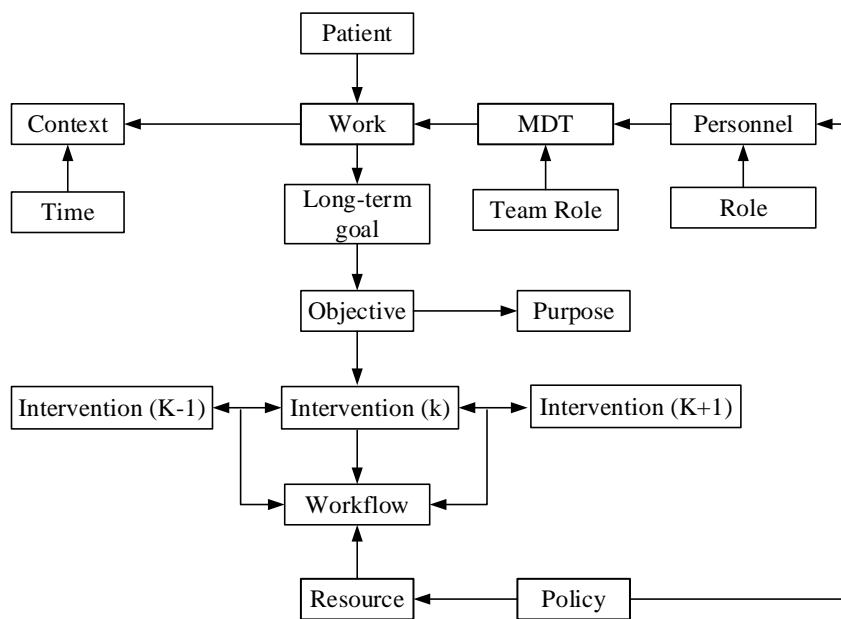 Patient
Context
Work
MDT
Personnel
Time
Long-term
goal
Team Role
Role
Objective
Purpose
Intervention (K-1)
Intervention (k)
Intervention (K+1)
Workflow
Resource
Policy